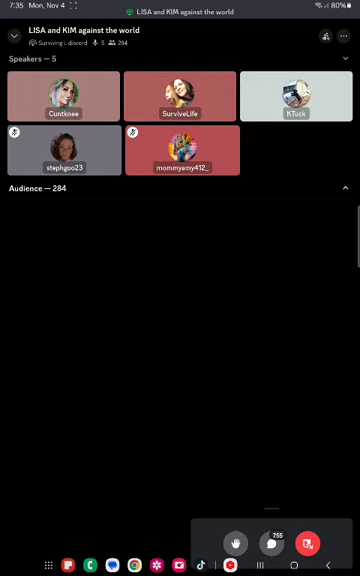 7:35 Mon, Nov 4
80%
LISA and KIM against the world
LISA and KIM against the world
Surviving L discord 5 284
Speakers — 5
Cuntknee
SurviveLife
KTuck
stephgoo23
mommyamy412_
Audience — 284
755